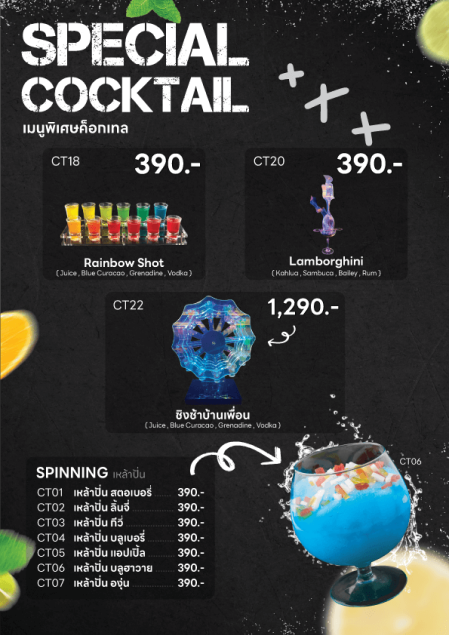 SPECIAL
COCKTAIL
เมนูพิเศษค็อกเทล
CT18 390.-
Rainbow Shot
( Juice , Blue Curacao , Grenadine , Vodka )
CT20 390.-
Lamborghini
( Kahlua , Sambuca , Bailey , Rum )
CT22 1,290.-
ชิงช้าบ้านเพื่อน
( Juice , Blue Curacao , Grenadine , Vodka )
SPINNING เหล้าปั่น
CT01 เหล้าปั่น สตอเบอรี่ 390.-
CT02 เหล้าปั่น ลิ้นจี่ 390.-
CT03 เหล้าปั่น กีวี่ 390.-
CT04 เหล้าปั่น บลูเบอรี่ 390.-
CT05 เหล้าปั่น แอปเปิ้ล 390.-
CT06 เหล้าปั่น บลูฮาวาย 390.-
CT07 เหล้าปั่น องุ่น 390.-
CT06